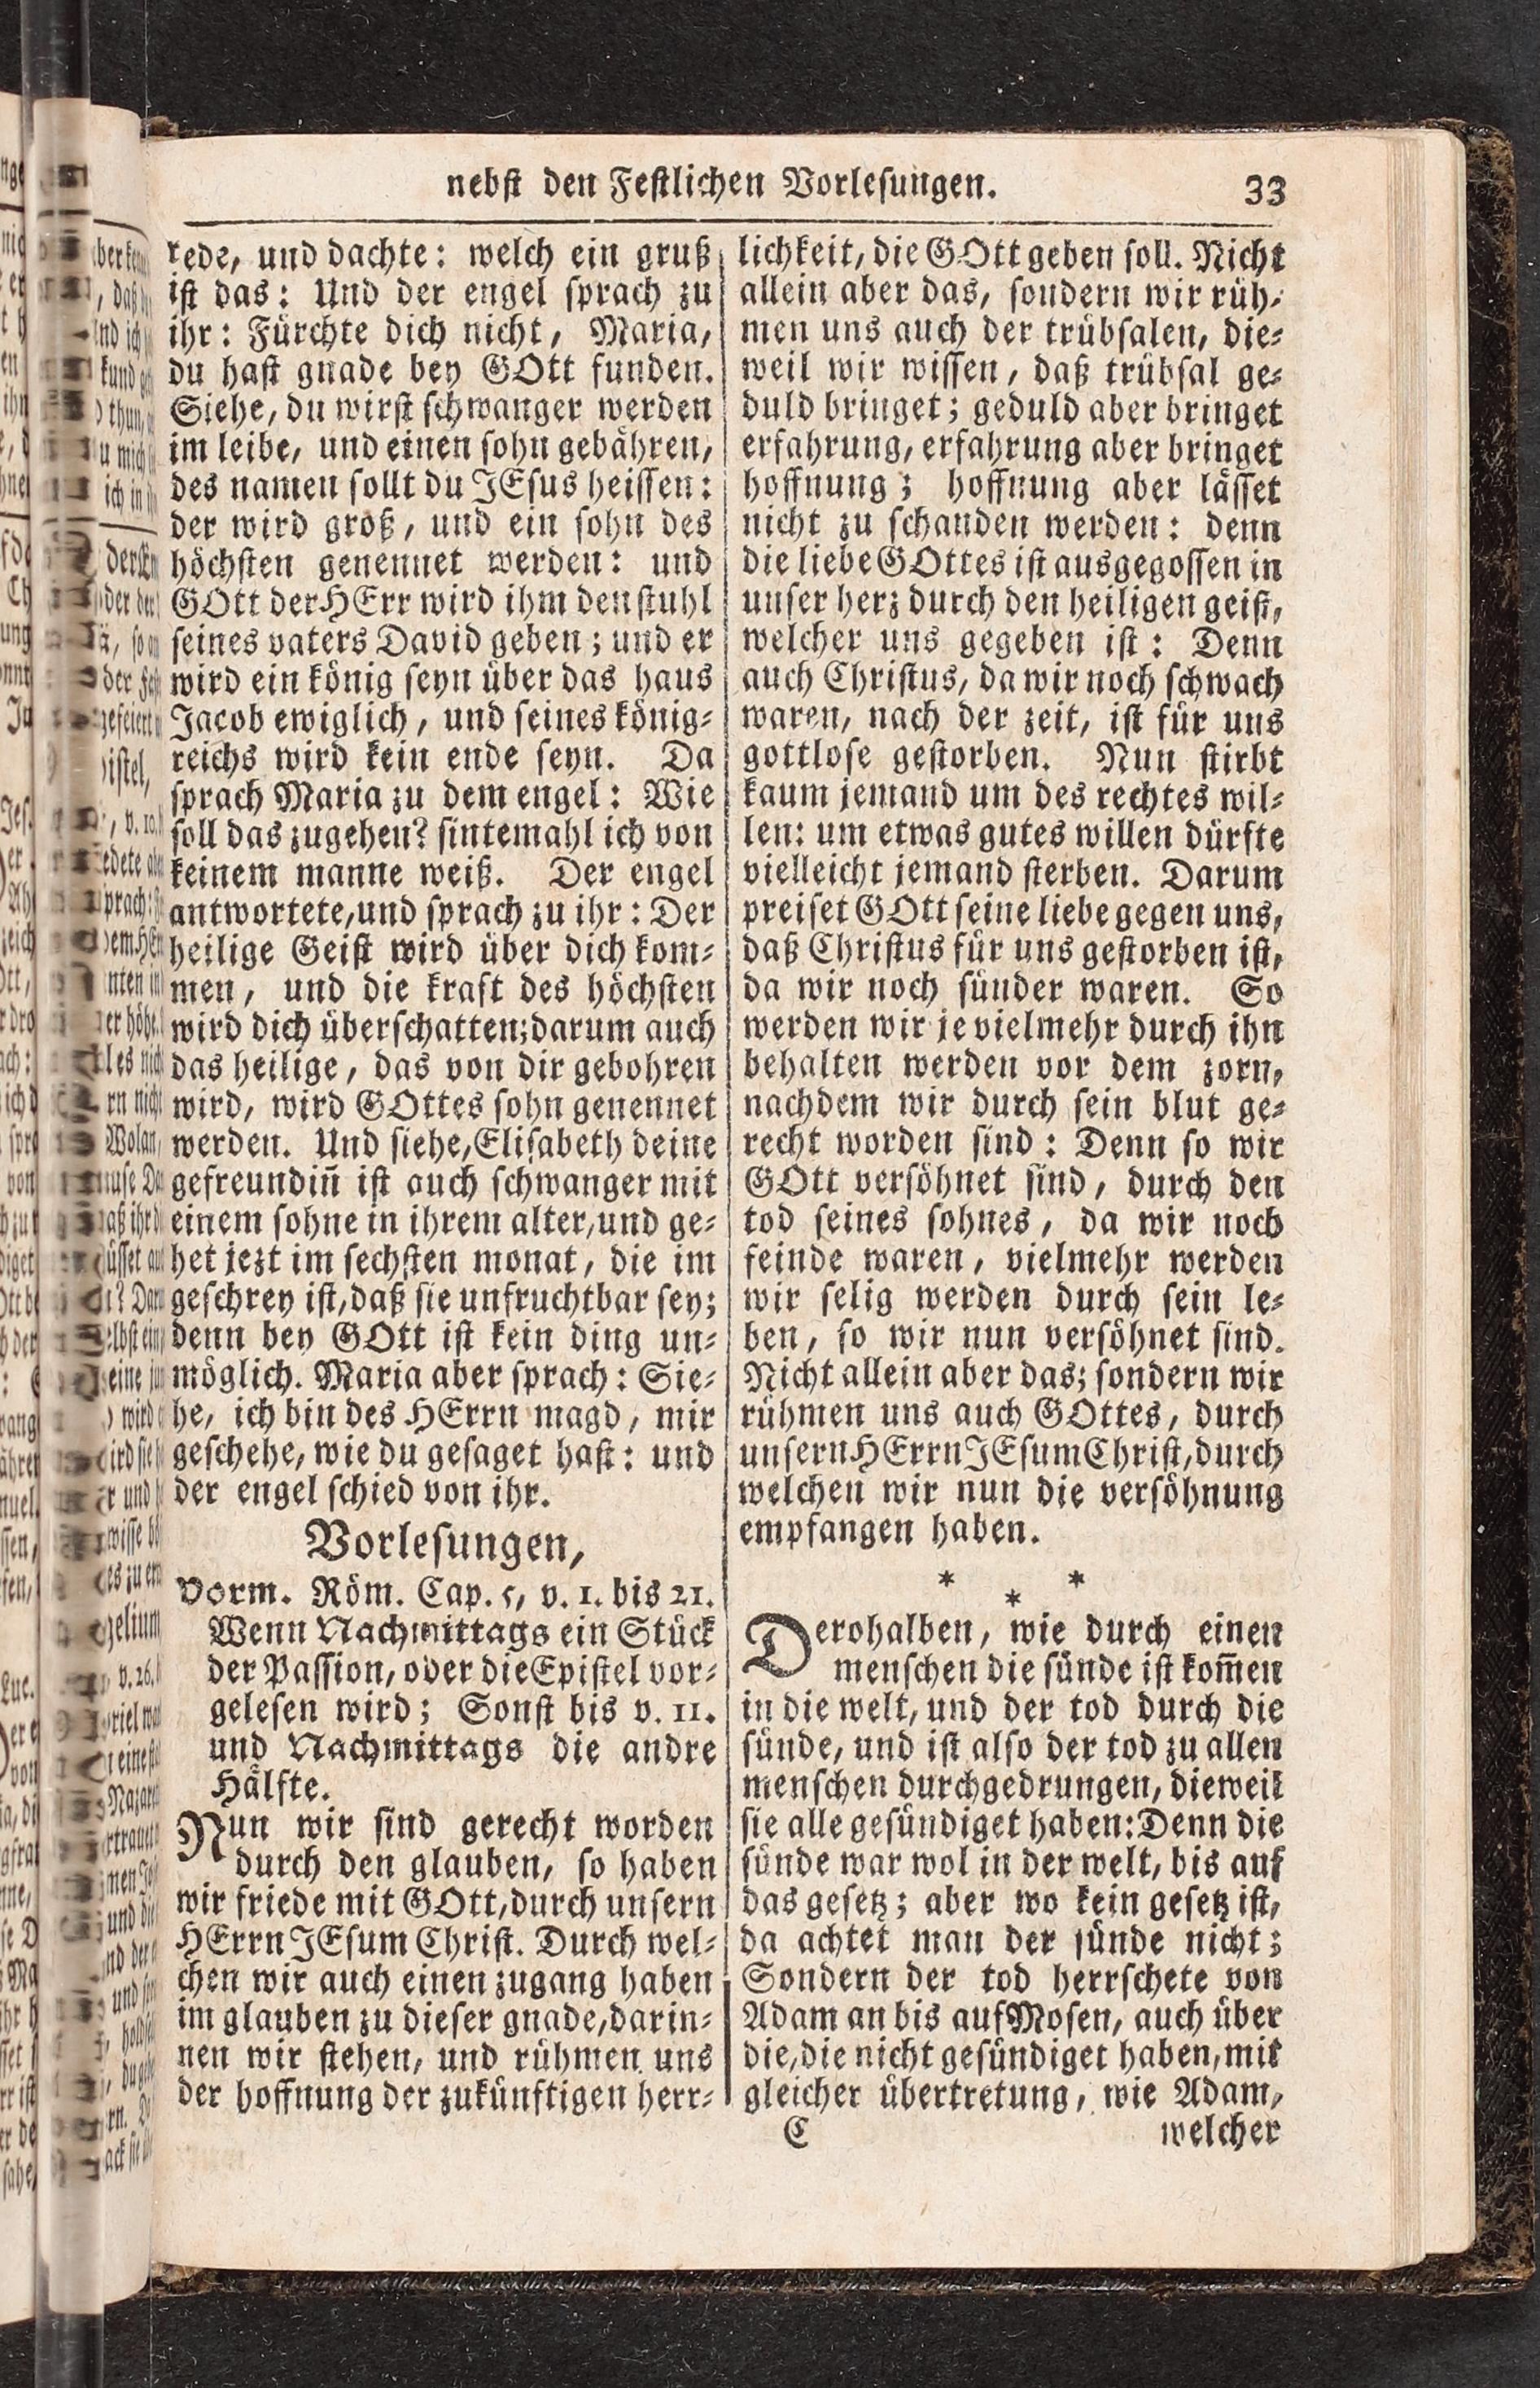 nebst den Festlichen Vorlesungen. 33
rede, und dachte: welch ein gruß
ist das: Und der engel sprach zu
ihr: Fürchte dich nicht, Maria,
du hast gnade bey GOtt funden.
Siehe, du wirst schwanger werden
im leibe, und einen sohn gebähren,
des namen sollt du JEsus heissen:
der wird groß, und ein sohn des
höchsten genennet werden: und
GOtt der HErr wird ihm den stuhl
seines vaters David geben; und er
wird ein könig seyn über das haus
Jacob ewiglich, und seines könig-
reichs wird kein ende seyn. Da
sprach Maria zu dem engel: Wie
soll das zugehen? sintemahl ich von
keinem manne weiß. Der engel
antwortete, und sprach zu ihr: Der
heilige Geist wird über dich kom-
men, und die kraft des höchsten
wird dich überschatten; darum auch
das heilige, das von dir gebohren
wird, wird GOttes sohn genennet
werden. Und siehe, Elisabeth deine
gefreundiñ ist auch schwanger mit
einem sohne in ihrem alter, und ge-
het jezt im sechsten monat, die im
geschrey ist, daß sie unfruchtbar sey;
denn bey GOtt ist kein ding un-
möglich. Maria aber sprach: Sie-
he, ich bin des HErrn magd, mir
geschehe, wie du gesaget hast: und
der engel schied von ihr.
Vorlesungen,
Vorm. Röm. Cap. 5, v. 1. bis 21.
Wenn Nachmittags ein Stück
der Passion, oder die Epistel vor-
gelesen wird; Sonst bis v. 11.
und Nachmittags die andre
Hälfte.
Nun wir sind gerecht worden
durch den glauben, so haben
wir friede mit GOtt, durch unsern
HErrn JEsum Christ. Durch wel-
chen wir auch einen zugang haben
im glauben zu dieser gnade, darin-
nen wir stehen, und rühmen uns
der hoffnung der zukünftigen herr-
lichkeit, die GOtt geben soll. Nicht
allein aber das, sondern wir rüh-
men uns auch der trübsalen, die-
weil wir wissen, daß trübsal ge-
duld bringet; geduld aber bringet
erfahrung, erfahrung aber bringet
hoffnung; hoffnung aber lässet
nicht zu schanden werden: denn
die liebe GOttes ist ausgegossen in
unser herz durch den heiligen geist,
welcher uns gegeben ist: Denn
auch Christus, da wir noch schwach
waren, nach der zeit, ist für uns
gottlose gestorben. Nun stirbt
kaum jemand um des rechtes wil-
len: um etwas gutes willen dürfte
vielleicht jemand sterben. Darum
preiset GOtt seine liebe gegen uns,
daß Christus für uns gestorben ist,
da wir noch sünder waren. So
werden wir je vielmehr durch ihn
behalten werden vor dem zorn,
nachdem wir durch sein blut ge-
recht worden sind: Denn so wir
GOtt versöhnet sind, durch den
tod seines sohnes, da wir noch
feinde waren, vielmehr werden
wir selig werden durch sein le-
ben, so wir nun versöhnet sind.
Nicht allein aber das; sondern wir
rühmen uns auch GOttes, durch
unsern HErrn JEsum Christ, durch
welchen wir nun die versöhnung
empfangen haben.
* * *
Derohalben, wie durch einen
menschen die sünde ist kom̃en
in die welt, und der tod durch die
sünde, und ist also der tod zu allen
menschen durchgedrungen, dieweil
sie alle gesündiget haben: Denn die
sünde war wol in der welt, bis auf
das gesetz; aber wo kein gesetz ist,
da achtet man der sünde nicht;
Sondern der tod herrschete von
Adam an bis auf Mosen, auch über
die, die nicht gesündiget haben, mit
gleicher übertretung, wie Adam,
C welcher